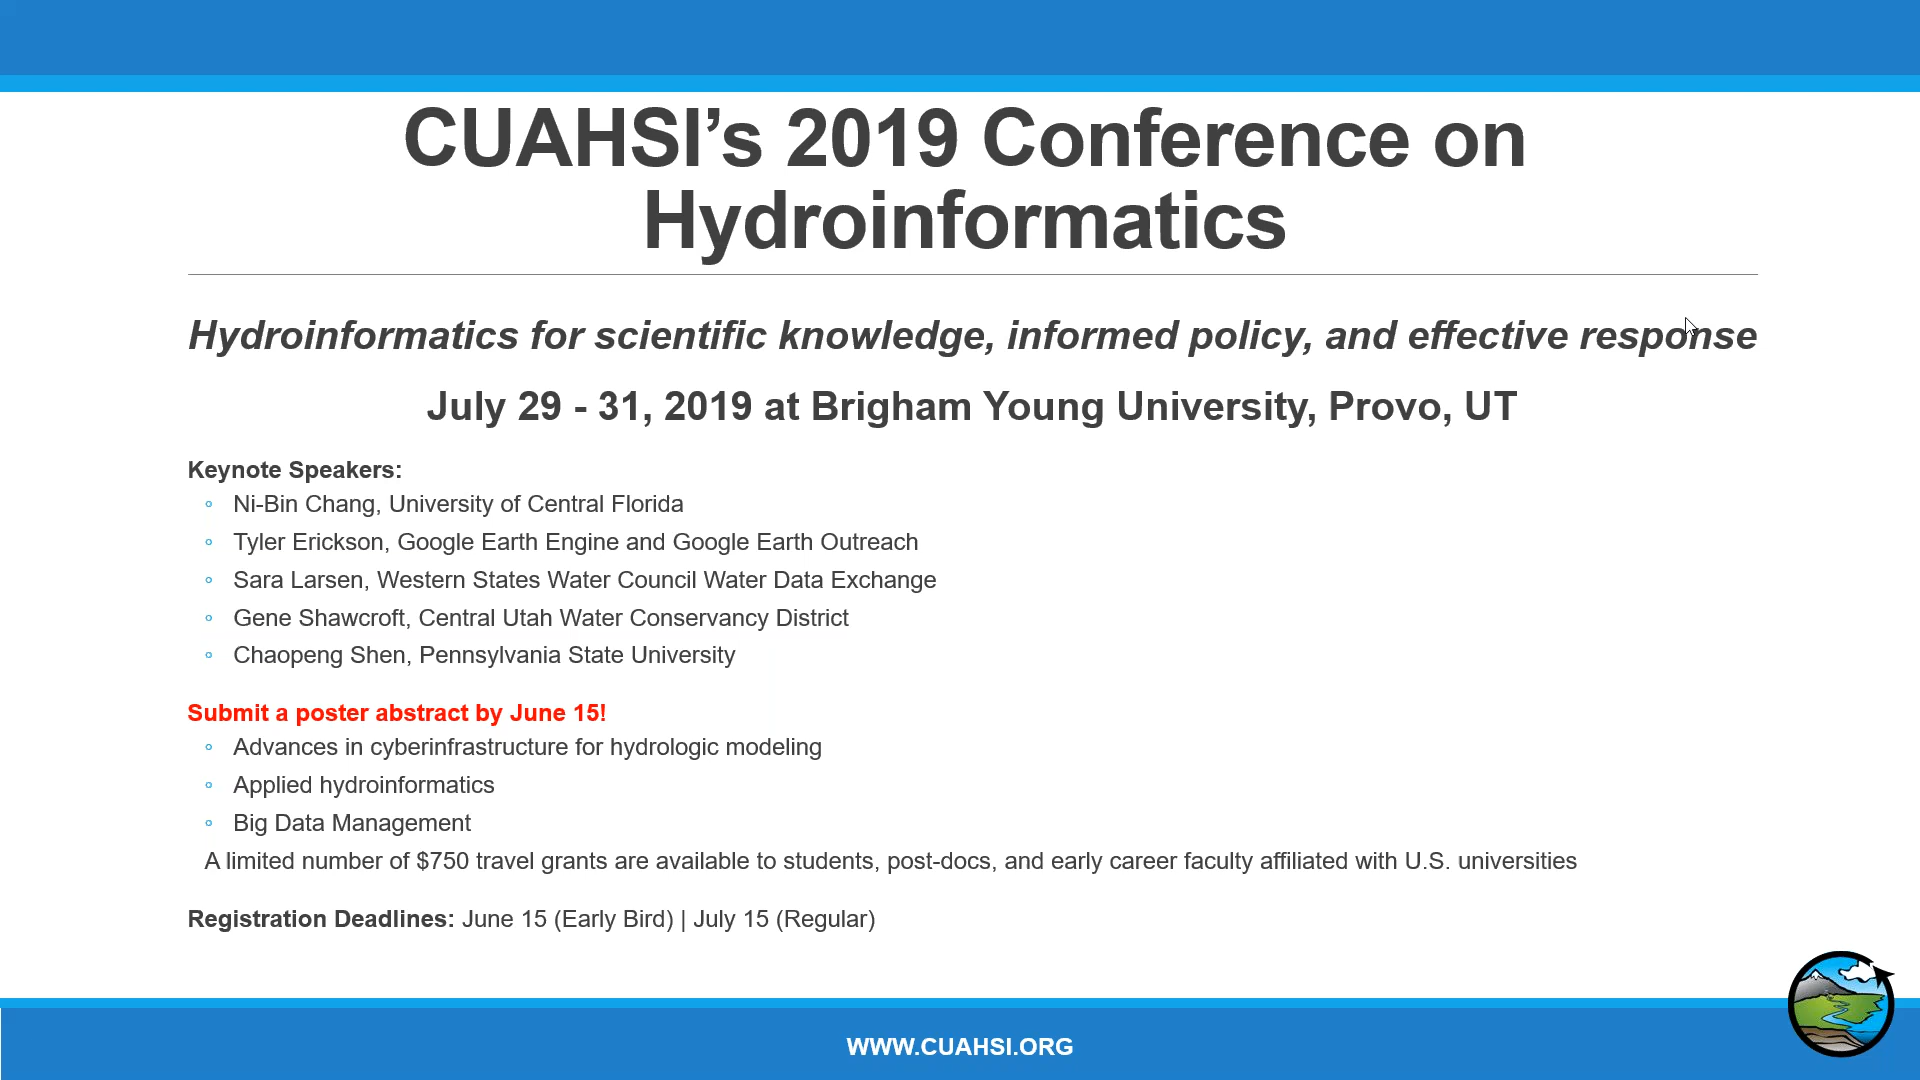 CUAHSI’s 2019 Conference on
Hydroinformatics
Hydroinformatics for scientific knowledge, informed policy, and effective response
July 29 - 31, 2019 at Brigham Young University, Provo, UT
Keynote Speakers:
◦ Ni-Bin Chang, University of Central Florida
◦ Tyler Erickson, Google Earth Engine and Google Earth Outreach
◦ Sara Larsen, Western States Water Council Water Data Exchange
◦ Gene Shawcroft, Central Utah Water Conservancy District
◦ Chaopeng Shen, Pennsylvania State University
Submit a poster abstract by June 15!
◦ Advances in cyberinfrastructure for hydrologic modeling
◦ Applied hydroinformatics
◦ Big Data Management
A limited number of $750 travel grants are available to students, post-docs, and early career faculty affiliated with U.S. universities
Registration Deadlines: June 15 (Early Bird) | July 15 (Regular)
WWW.CUAHSI.ORG